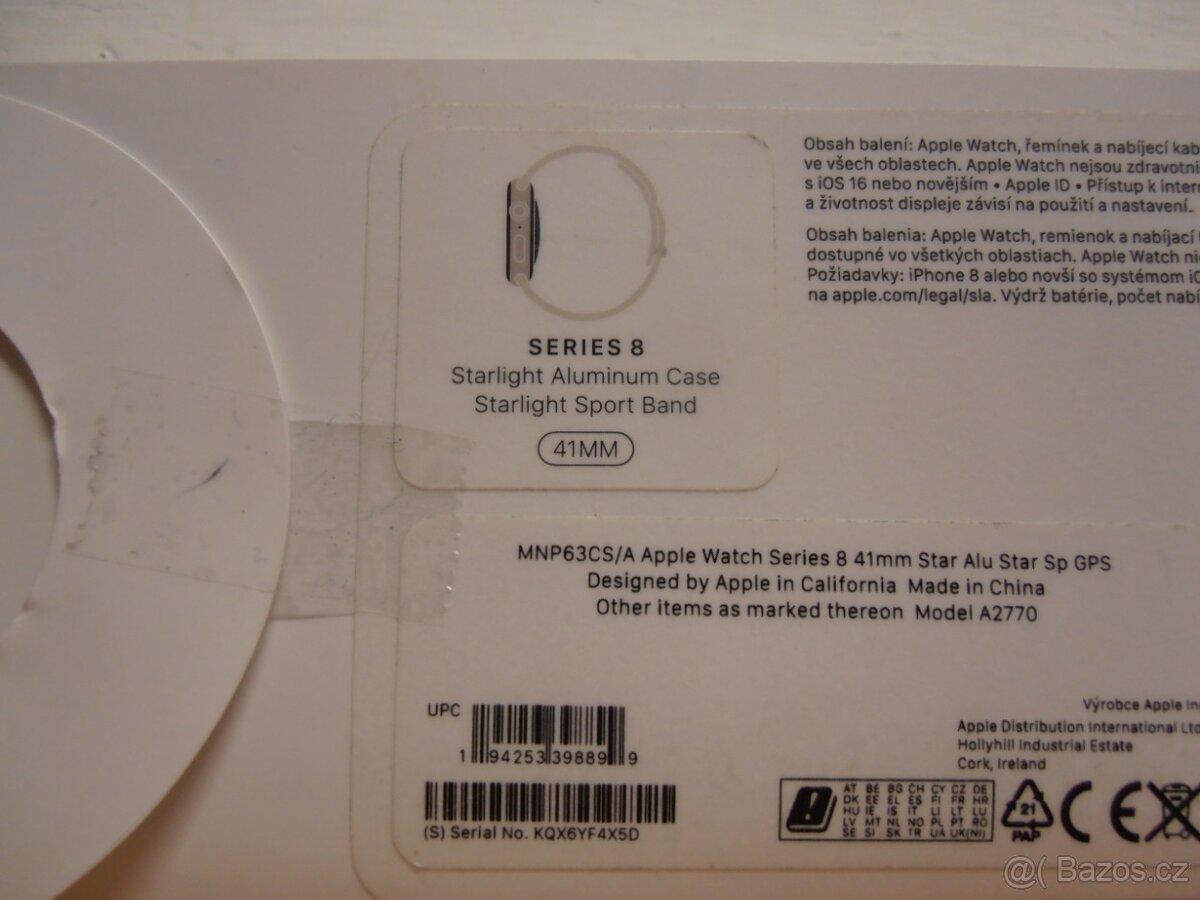 SERIES 8
Starlight Aluminum Case
Starlight Sport Band
41MM
Obsah balení: Apple Watch, řemínek a nabíjecí kab
ve všech oblastech. Apple Watch nejsou zdravotni
s iOS 16 nebo novějším • Apple ID • Přístup k inter
a životnost displeje závisí na použití a nastavení.
Obsah balenia: Apple Watch, remienok a nabíjací
dostupné vo všetkých oblastiach. Apple Watch nie
Požiadavky: iPhone 8 alebo novší so systémom iO
na apple.com/legal/sla. Výdrž batérie, počet nabí
MNP63CS/A Apple Watch Series 8 41mm Star Alu Star Sp GPS
Designed by Apple in California Made in China
Other items as marked thereon Model A2770
UPC
1 94253 39889 9
(S) Serial No. KQX6YF4X5D
Výrobce Apple In
Apple Distribution International Ltd
Hollyhill Industrial Estate
Cork, Ireland
AT BE BG CH CY CZ DE
DK EE EL ES FI FR HR
HU IE IS IT LI LT LU
LV MT NL NO PL PT RO
SE SI SK TR UA UK(NI)
21
PAP
CE
@( Bazos.cz